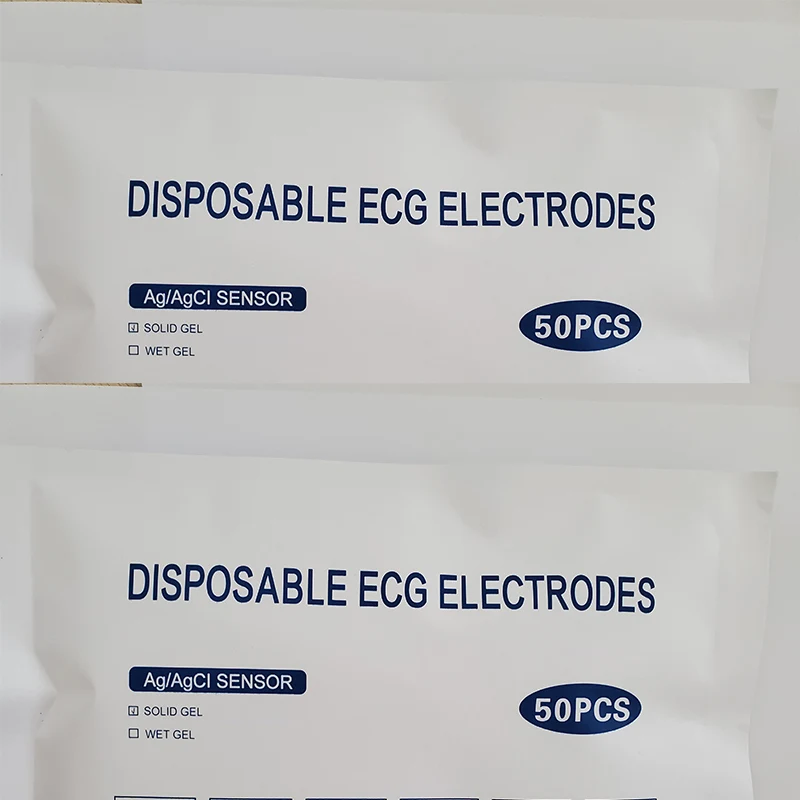 DISPOSABLE ECG ELECTRODES
Ag/AgCl SENSOR
☑ SOLID GEL
50PCS
☐ WET GEL
DISPOSABLE ECG ELECTRODES
Ag/AgCl SENSOR
☑ SOLID GEL
50PCS
☐ WET GEL